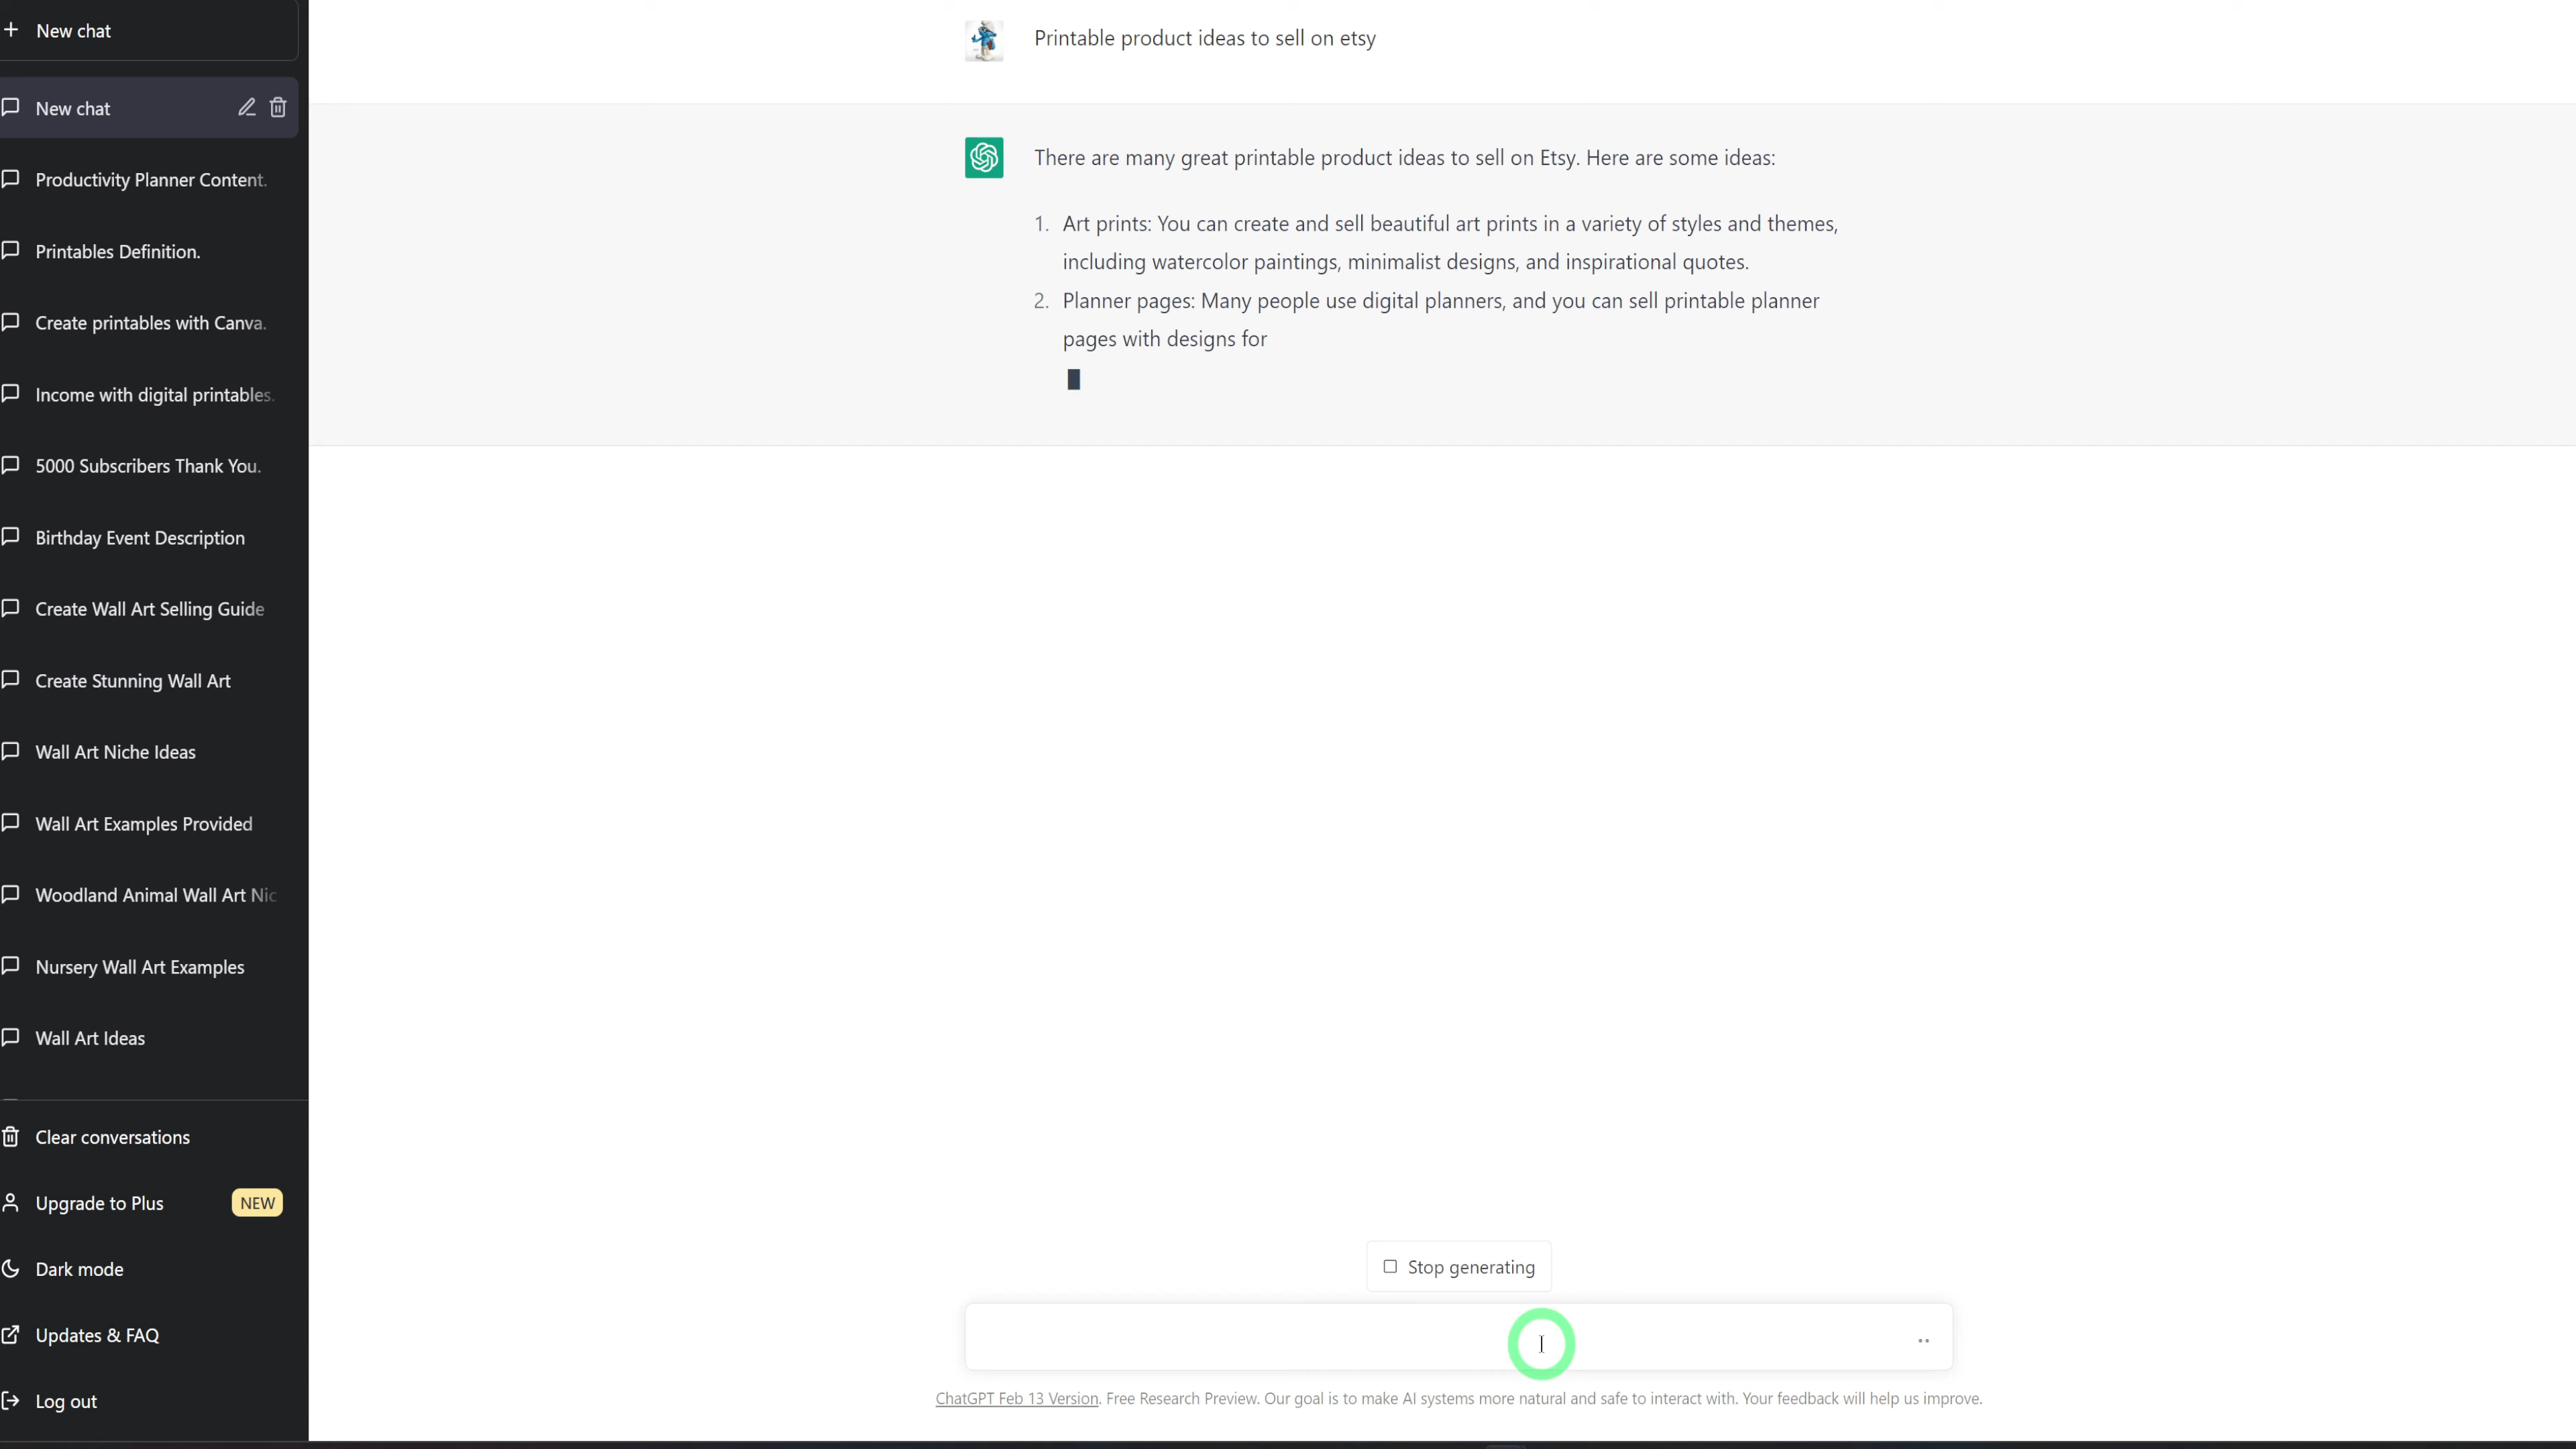 New chat
New chat
Productivity Planner Content.
Printables Definition.
Create printables with Canva.
Income with digital printables.
5000 Subscribers Thank You.
Birthday Event Description
Create Wall Art Selling Guide
Create Stunning Wall Art
Wall Art Niche Ideas
Wall Art Examples Provided
Woodland Animal Wall Art Nic
Nursery Wall Art Examples
Wall Art Ideas
Clear conversations
Upgrade to Plus NEW
Dark mode
Updates & FAQ
Log out
Printable product ideas to sell on etsy
There are many great printable product ideas to sell on Etsy. Here are some ideas:
1. Art prints: You can create and sell beautiful art prints in a variety of styles and themes,
including watercolor paintings, minimalist designs, and inspirational quotes.
2. Planner pages: Many people use digital planners, and you can sell printable planner
pages with designs for
Stop generating
ChatGPT Feb 13 Version. Free Research Preview. Our goal is to make AI systems more natural and safe to interact with. Your feedback will help us improve.